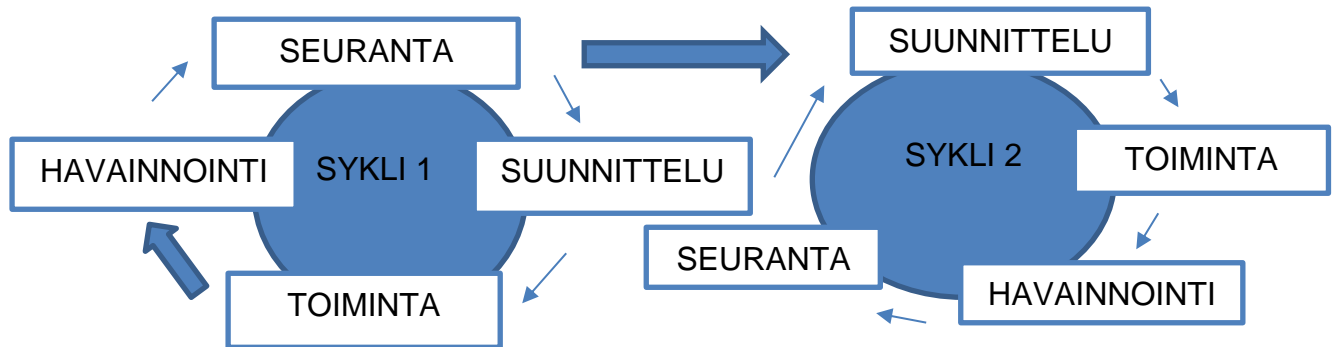 SEURANTA
HAVAINNOINTI
SYKLI 1
SUUNNITTELU
TOIMINTA
SUUNNITTELU
SYKLI 2
TOIMINTA
SEURANTA
HAVAINNOINTI